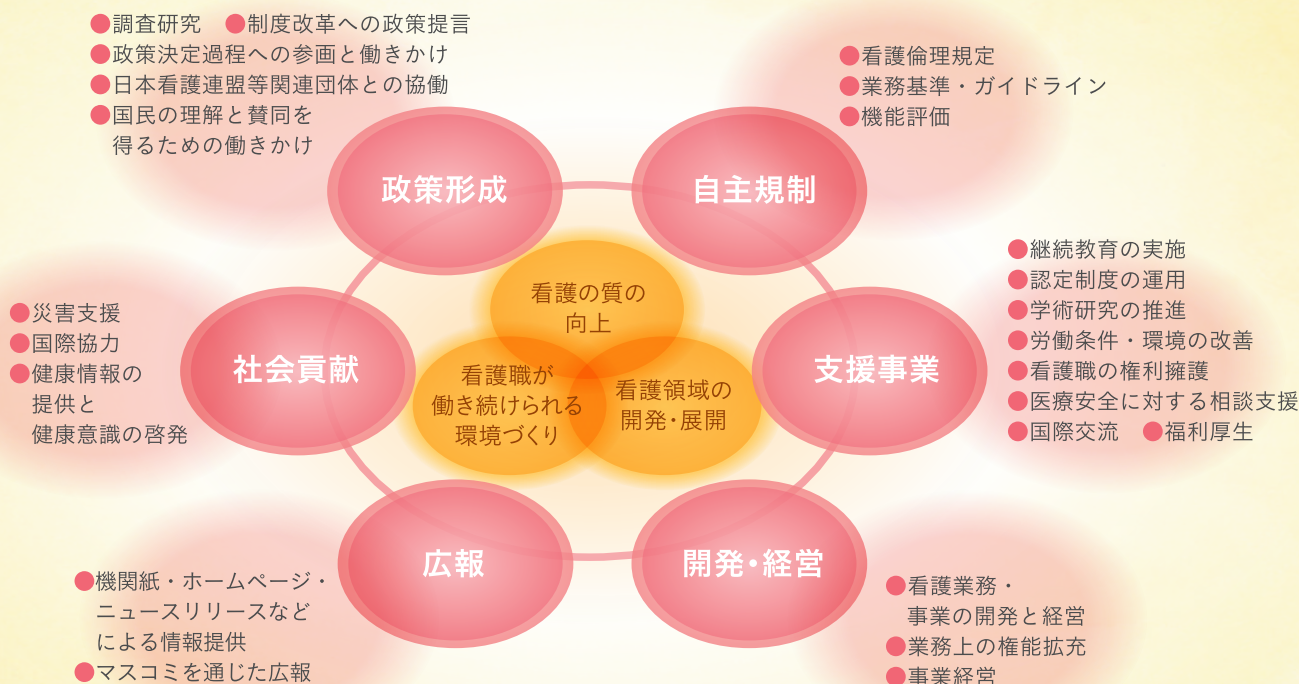 ●調査研究 ●制度改革への政策提言
●政策決定過程への参画と働きかけ
●日本看護連盟等関連団体との協働
●国民の理解と賛同を
得るための働きかけ
政策形成
●看護倫理規定
●業務基準・ガイドライン
●機能評価
自主規制
●継続教育の実施
●認定制度の運用
●学術研究の推進
●労働条件・環境の改善
●看護職の権利擁護
●医療安全に対する相談支援
●国際交流 ●福利厚生
支援事業
●災害支援
●国際協力
●健康情報の
提供と
健康意識の啓発
社会貢献
看護の質の
向上
看護職が
働き続けられる
環境づくり
看護領域の
開発・展開
広報
●機関紙・ホームページ・
ニュースリリースなど
による情報提供
●マスコミを通じた広報
開発・経営
●看護業務・
事業の開発と経営
●業務上の権能拡充
●事業経営